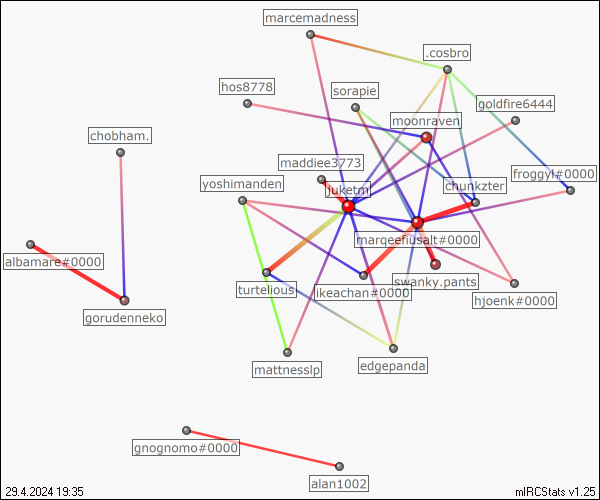 marcemadness
.cosbro
hos8778
sorapie
goldfire6444
moonraven
chobham.
maddiee3773
froggyl#0000
yoshimanden
juketm
chunkzter
marqeefiusalt#0000
albamare#0000
swanky.pants
turtelious
likeachan#0000
hjoenk#0000
gorudenneko
mattnesslp
edgepanda
gnognomo#0000
alan1002
29.4.2024 19:35
mIRCStats v1.25